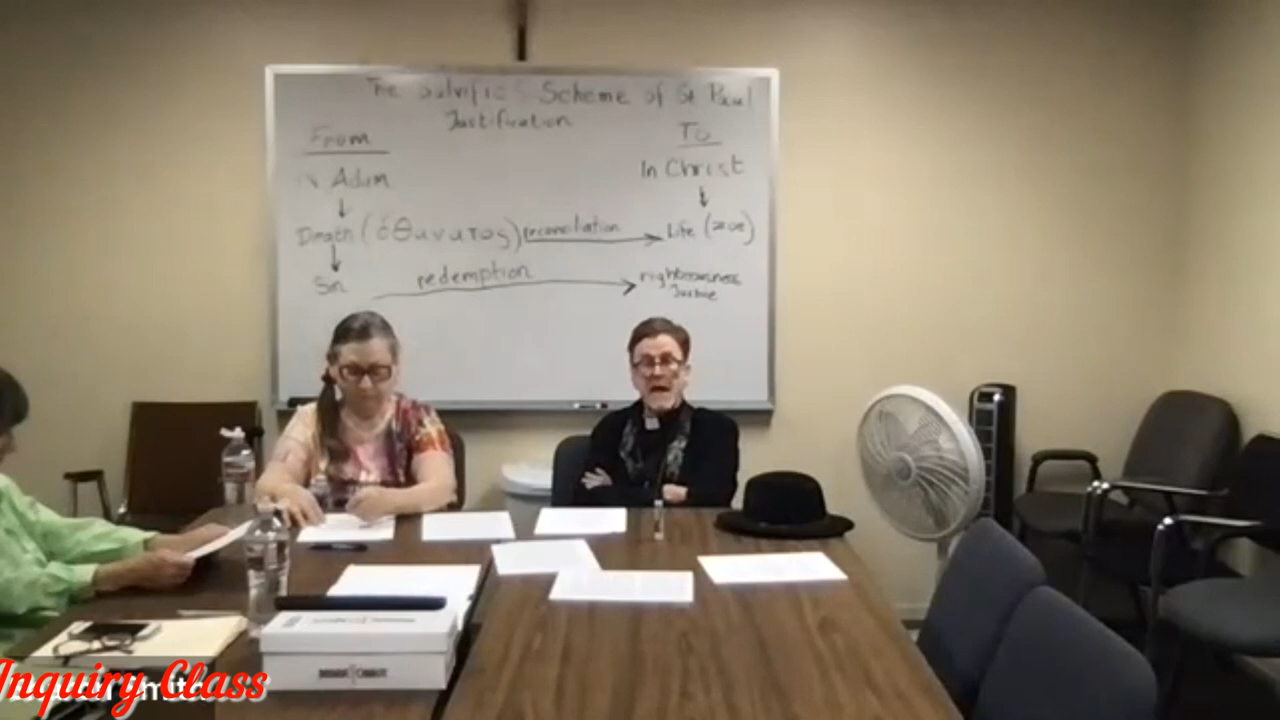 The Salvific Scheme of St Paul
Justification
From To
In Adam In Christ
Death (ὁ θανατος) reconciliation Life (zoe)
Sin redemption righteousness
Justice
Inquiry Class